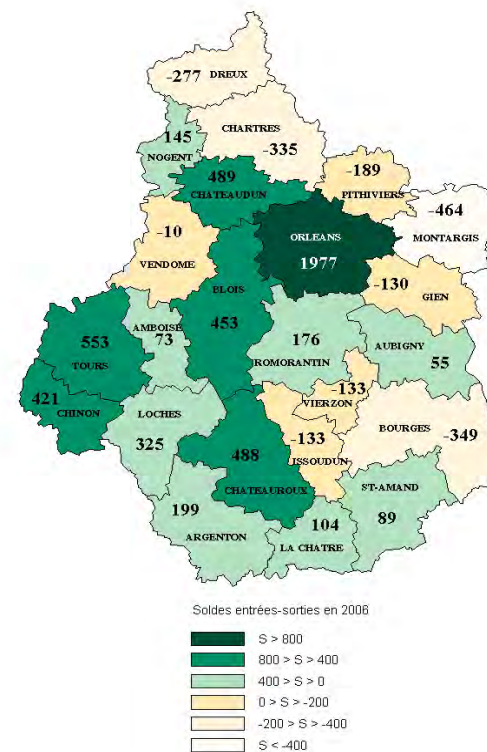 -277 DREUX
CHARTRES
-335
145
NOGENT
489
CHATEAUDUN
-189
PITHIVIERS
-464
MONTARGIS
ORLEANS
1977
-10
VENDOME
-130
GIEN
BLOIS
453
AMBOISE
73
176
ROMORANTIN
AUBIGNY
55
553
TOURS
421
CHINON
LOCHES
325
-133
VIERZON
-133
ISSOUDUN
BOURGES
-349
488
CHATEAUROUX
ST-AMAND
89
199
ARGENTON
104
LA CHATRE
Soldes entrées-sorties en 2006
S > 800
800 > S > 400
400 > S > 0
0 > S > -200
-200 > S > -400
S < -400